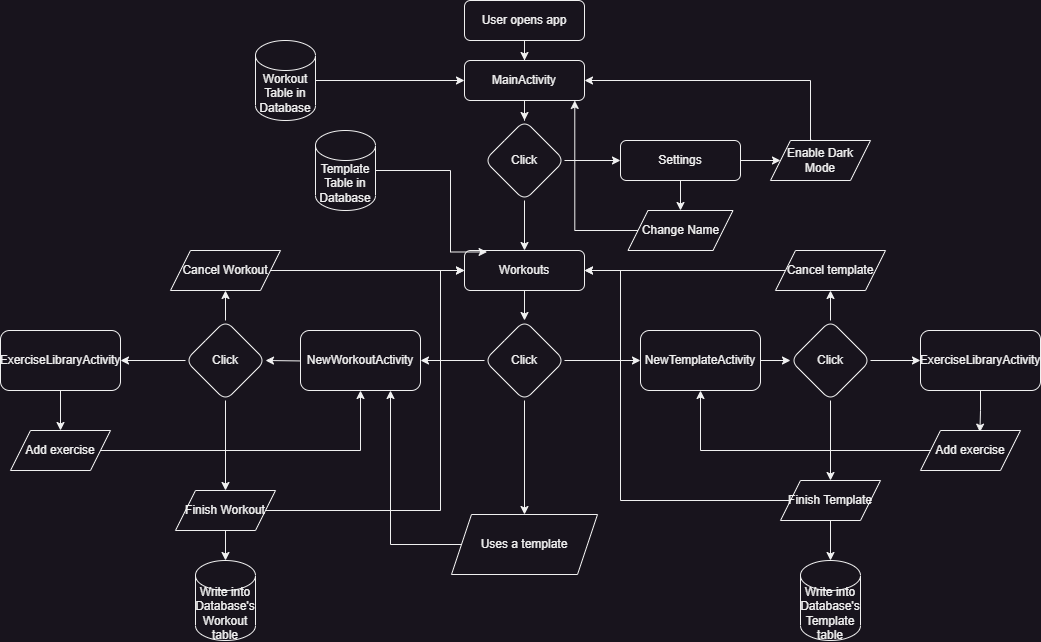 User opens app
Workout
Table in
Database
MainActivity
Template
Table in
Database
Click
Settings
Enable Dark
Mode
Change Name
Cancel Workout
Workouts
Cancel template
ExerciseLibraryActivity
Click
NewWorkoutActivity
Click
NewTemplateActivity
Click
ExerciseLibraryActivity
Add exercise
Add exercise
Finish Workout
Finish Template
Uses a template
Write into
Database's
Workout
table
Write into
Database's
Template
table